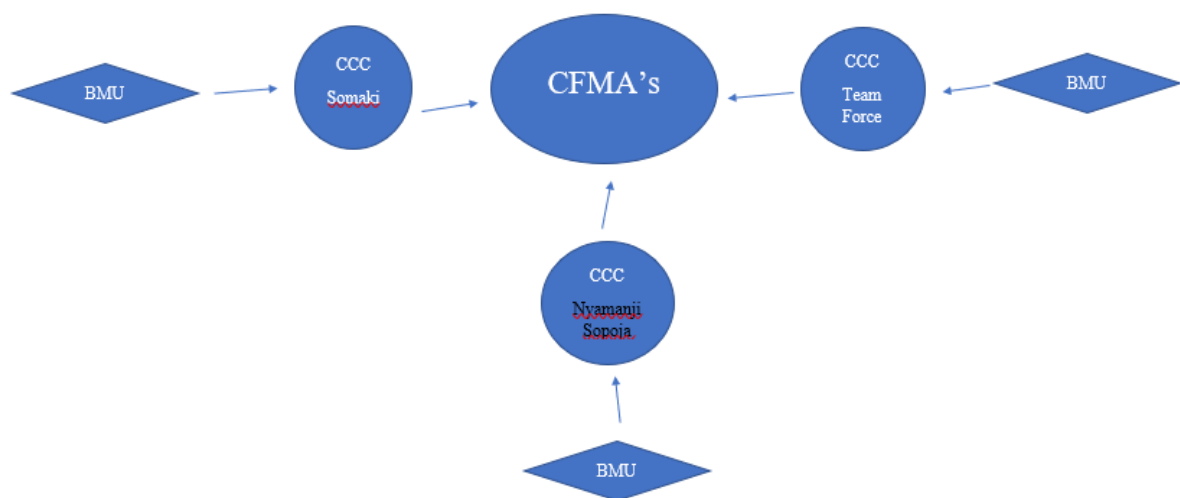 BMU
CCC
Somaki
CFMA's
CCC
Team
Force
BMU
CCC
Nyamanji
Sopoja
BMU